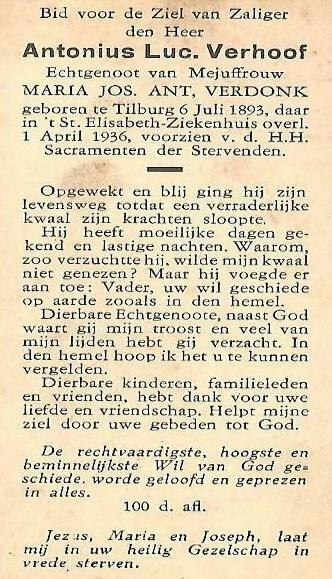 Bid voor de Ziel van Zaliger
den Heer
Antonius Luc. Verhoof
Echtgenoot van Mejuffrouw
MARIA JOS. ANT, VERDONK
geboren te Tilburg 6 Juli 1893, daar
in 't St. Elisabeth-Ziekenhuis overl.
1 April 1936, voorzien v. d. H.H.
Sacramenten der Stervenden.
Opgewekt en blij ging hij zijn
levensweg totdat een verraderlijke
kwaal zijn krachten sloopte.
Hij heeft moeilijke dagen ge-
kend en lastige nachten. Waarom,
zoo verzuchtte hij, wilde mijn kwaal
niet genezen? Maar hij voegde er
aan toe: Vader, uw wil geschiede
op aarde zooals in den hemel.
Dierbare Echtgenoote, naast God
waart gij mijn troost en veel van
mijn lijden hebt gij verzacht. In
den hemel hoop ik het u te kunnen
vergelden.
Dierbare kinderen, familieleden
en vrienden, hebt dank voor uwe
liefde en vriendschap. Helpt mijne
ziel door uwe gebeden tot God.
De rechtvaardigste, hoogste en
beminnelijkste Wil van God ge-
schiede, worde geloofd en geprezen
in alles.
100 d. afl.
Jezus, Maria en Joseph, laat
mij in uw heilig Gezelschap in
vrede sterven.